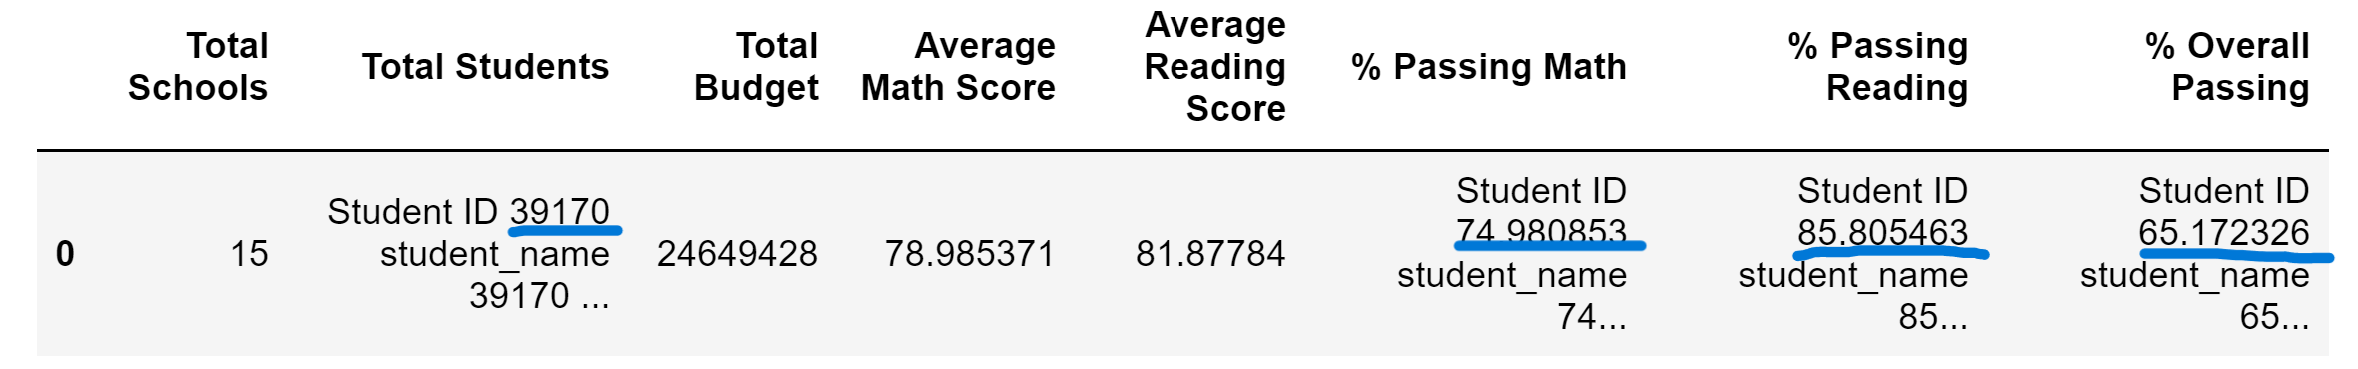 Total Schools Total Students Total Budget Average Math Score Average Reading Score % Passing Math % Passing Reading % Overall Passing
0 15 Student ID 39170 student_name 39170 ... 24649428 78.985371 81.87784 Student ID 74.980853 student_name 74... Student ID 85.805463 student_name 85... Student ID 65.172326 student_name 65...